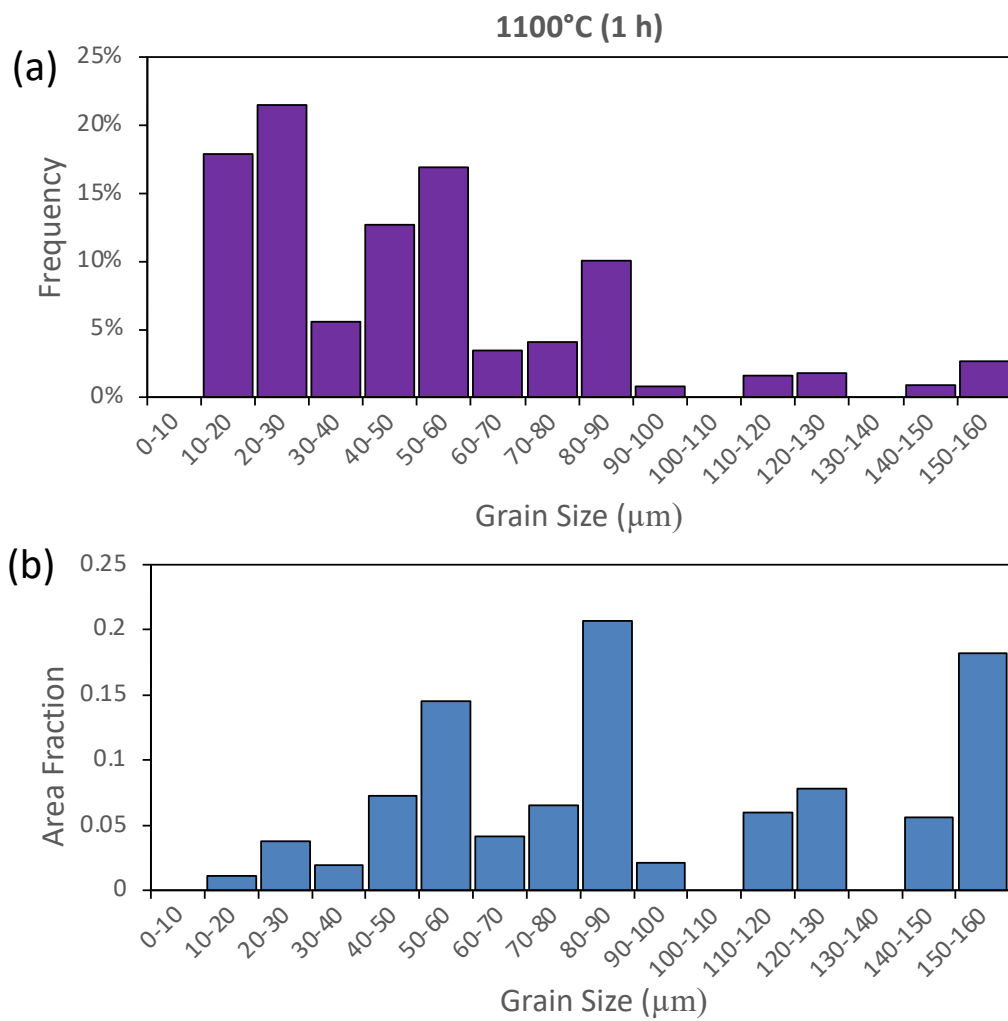 1100°C (1 h)
(a)
25%
20%
15%
10%
5%
0%
Frequency
0-10 10-20 20-30 30-40 40-50 50-60 60-70 70-80 80-90 90-100 100-110 110-120 120-130 130-140 140-150 150-160
Grain Size (μm)
(b)
0.25
0.2
0.15
0.1
0.05
0
Area Fraction
0-10 10-20 20-30 30-40 40-50 50-60 60-70 70-80 80-90 90-100 100-110 110-120 120-130 130-140 140-150 150-160
Grain Size (μm)